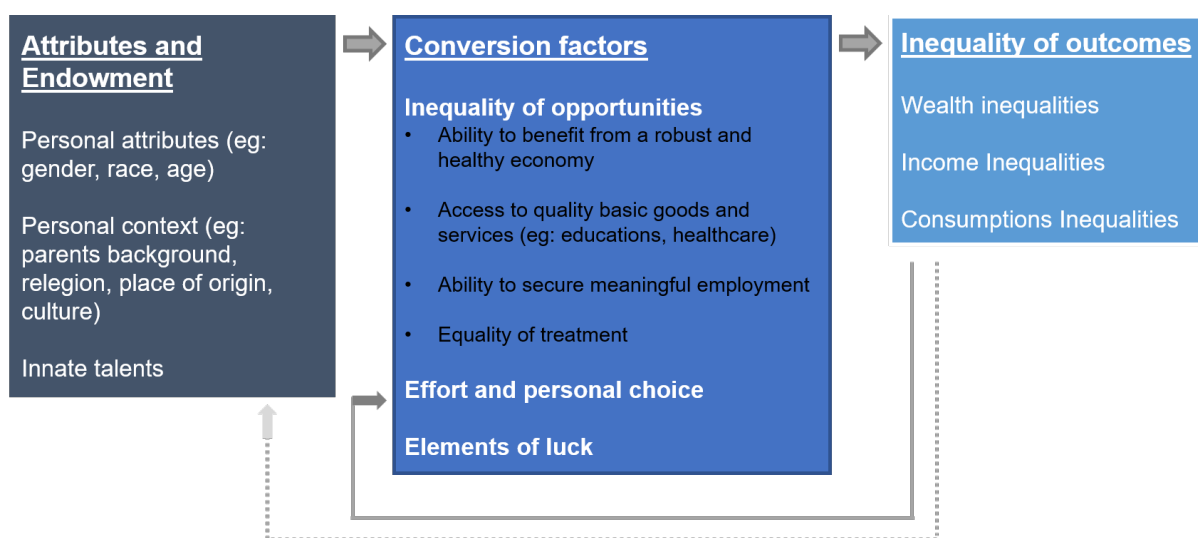 Attributes and
Endowment
Personal attributes (eg:
gender, race, age)
Personal context (eg:
parents background,
relegion, place of origin,
culture)
Innate talents
Conversion factors
Inequality of opportunities
• Ability to benefit from a robust and
healthy economy
• Access to quality basic goods and
services (eg: educations, healthcare)
• Ability to secure meaningful employment
• Equality of treatment
Effort and personal choice
Elements of luck
Inequality of outcomes
Wealth inequalities
Income Inequalities
Consumptions Inequalities